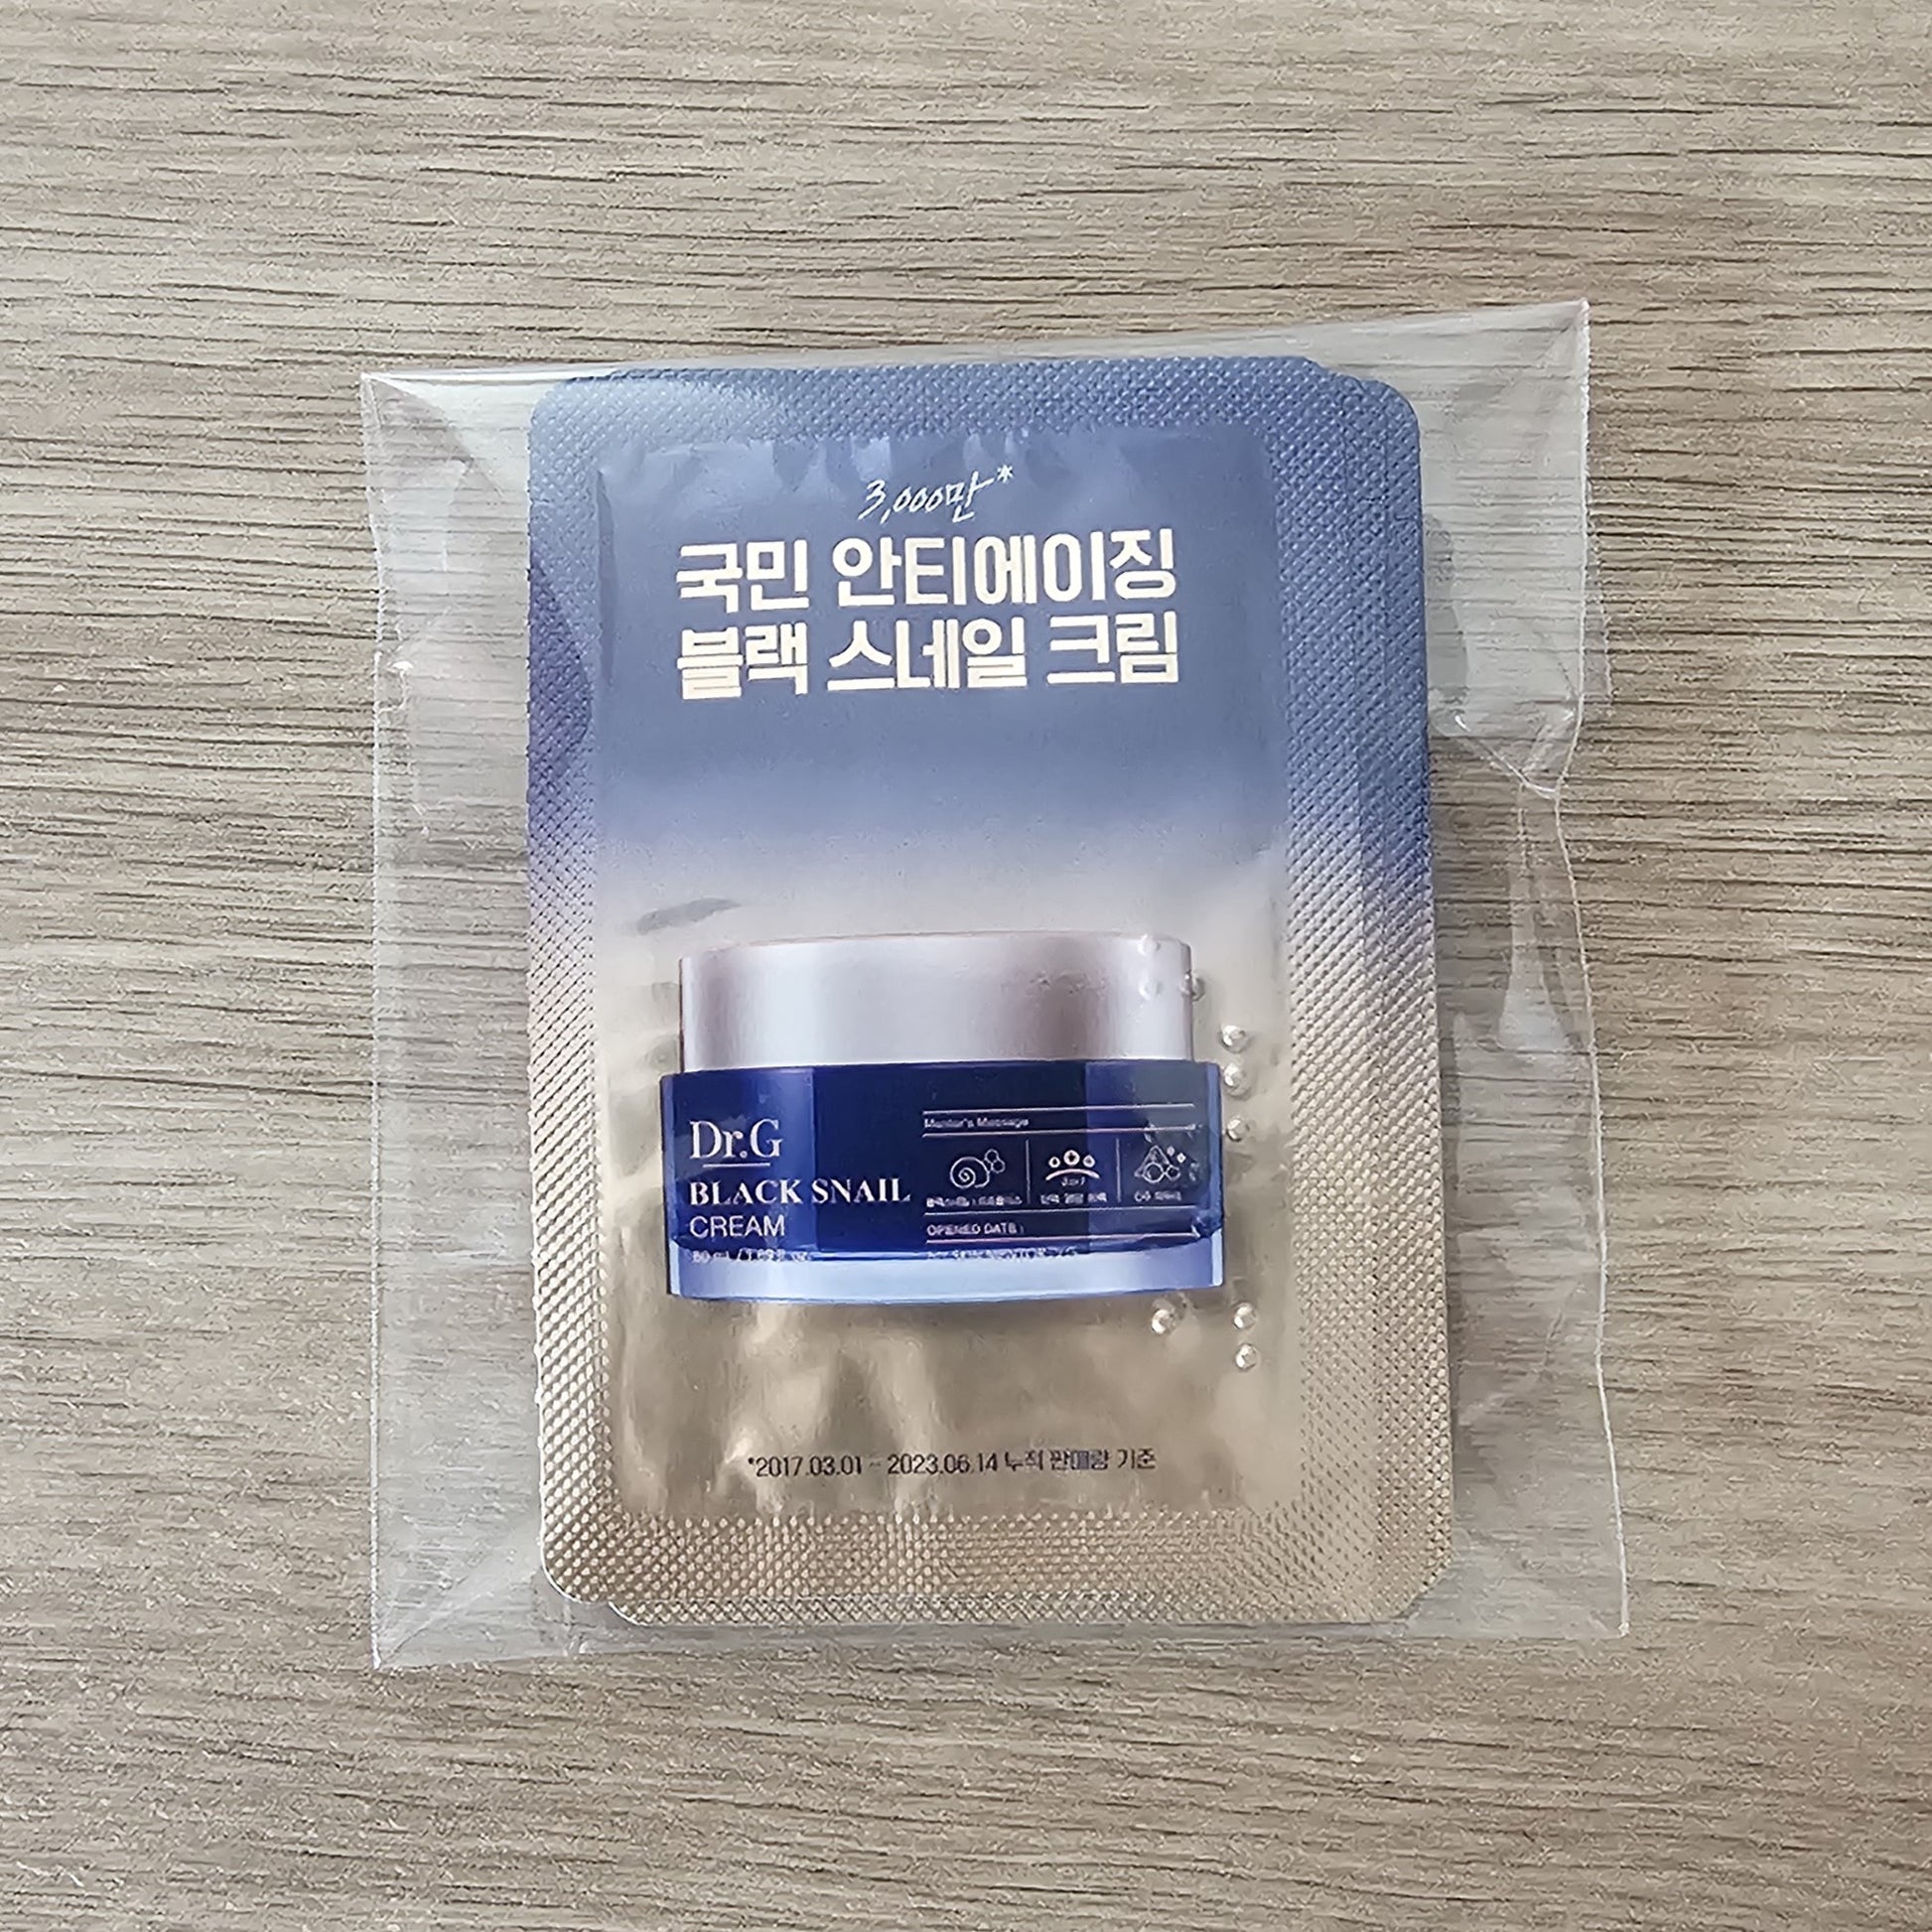 3,000만*
국민 안티에이징
블랙 스네일 크림
Dr.G
BLACK SNAIL
CREAM
Mentor's Message
OPENED DATE :
*2017.03.01 ~ 2023.06.14 누적 판매량 기준